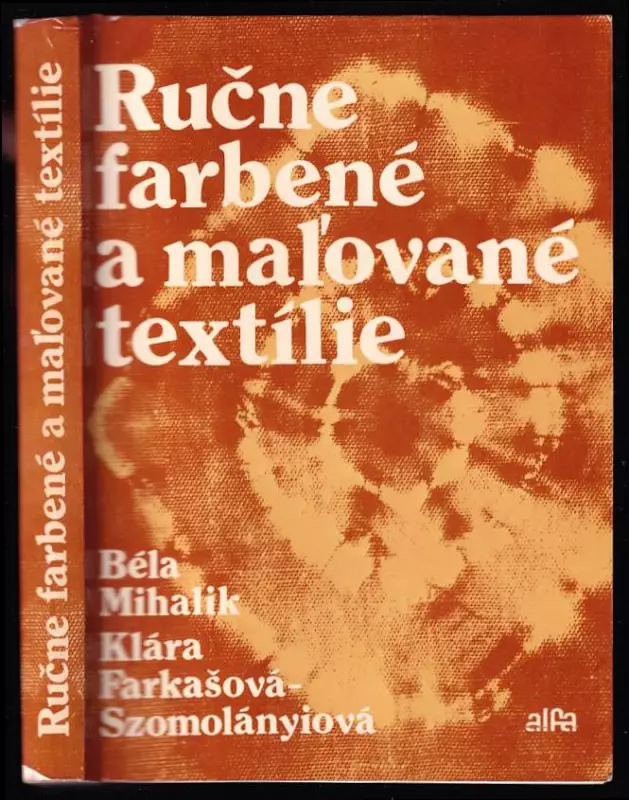 Ručne farbené a maľované textílie
Ručne
farbené
a maľované
textílie
Béla
Mihalik
Klára
Farkašová-
Szomolányiová
alfa